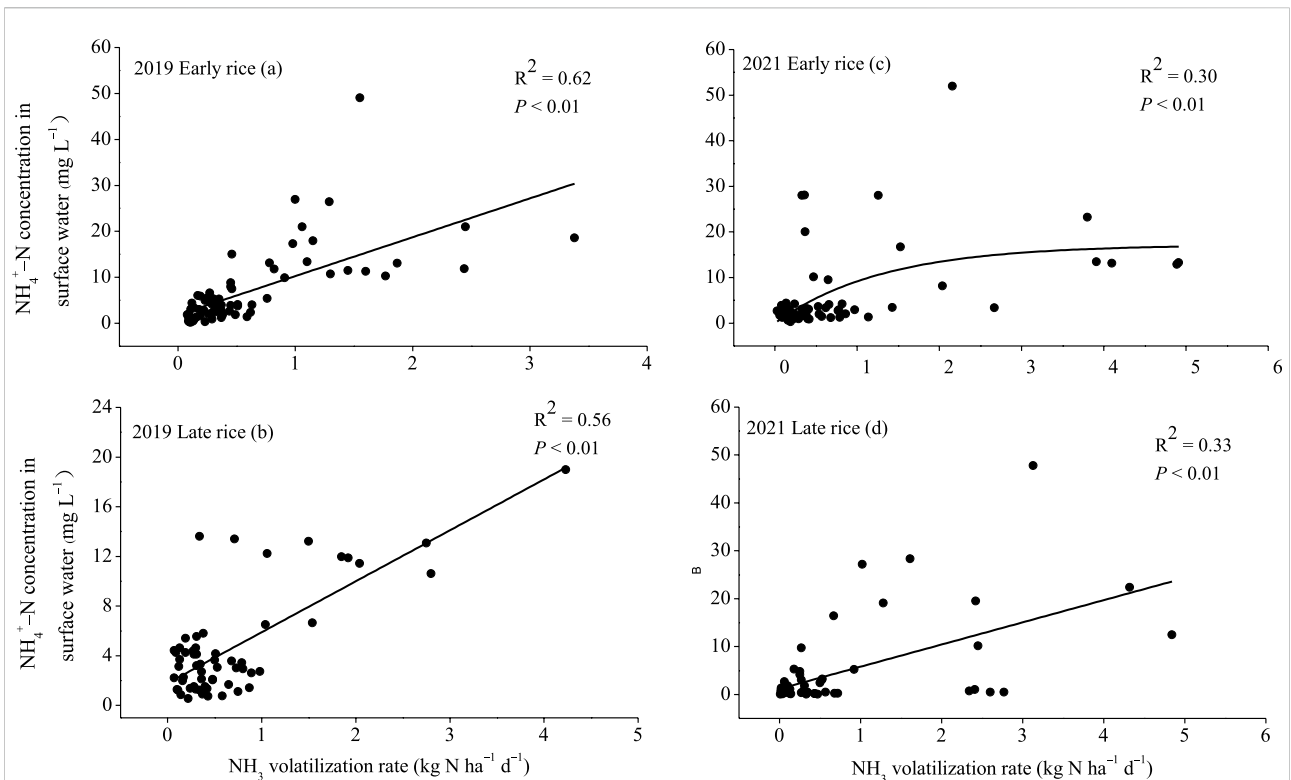 NH₄⁺–N concentration in
surface water (mg L⁻¹)
60
50
40
30
20
10
0
2019 Early rice (a)
R² = 0.62
P < 0.01
0 1 2 3 4
60
50
40
30
20
10
0
2021 Early rice (c)
R² = 0.30
P < 0.01
0 1 2 3 4 5 6
NH₄⁺–N concentration in
surface water (mg L⁻¹)
24
20
16
12
8
4
0
2019 Late rice (b)
R² = 0.56
P < 0.01
0 1 2 3 4 5
NH₃ volatilization rate (kg N ha⁻¹ d⁻¹)
B
60
50
40
30
20
10
0
2021 Late rice (d)
R² = 0.33
P < 0.01
0 1 2 3 4 5 6
NH₃ volatilization rate (kg N ha⁻¹ d⁻¹)